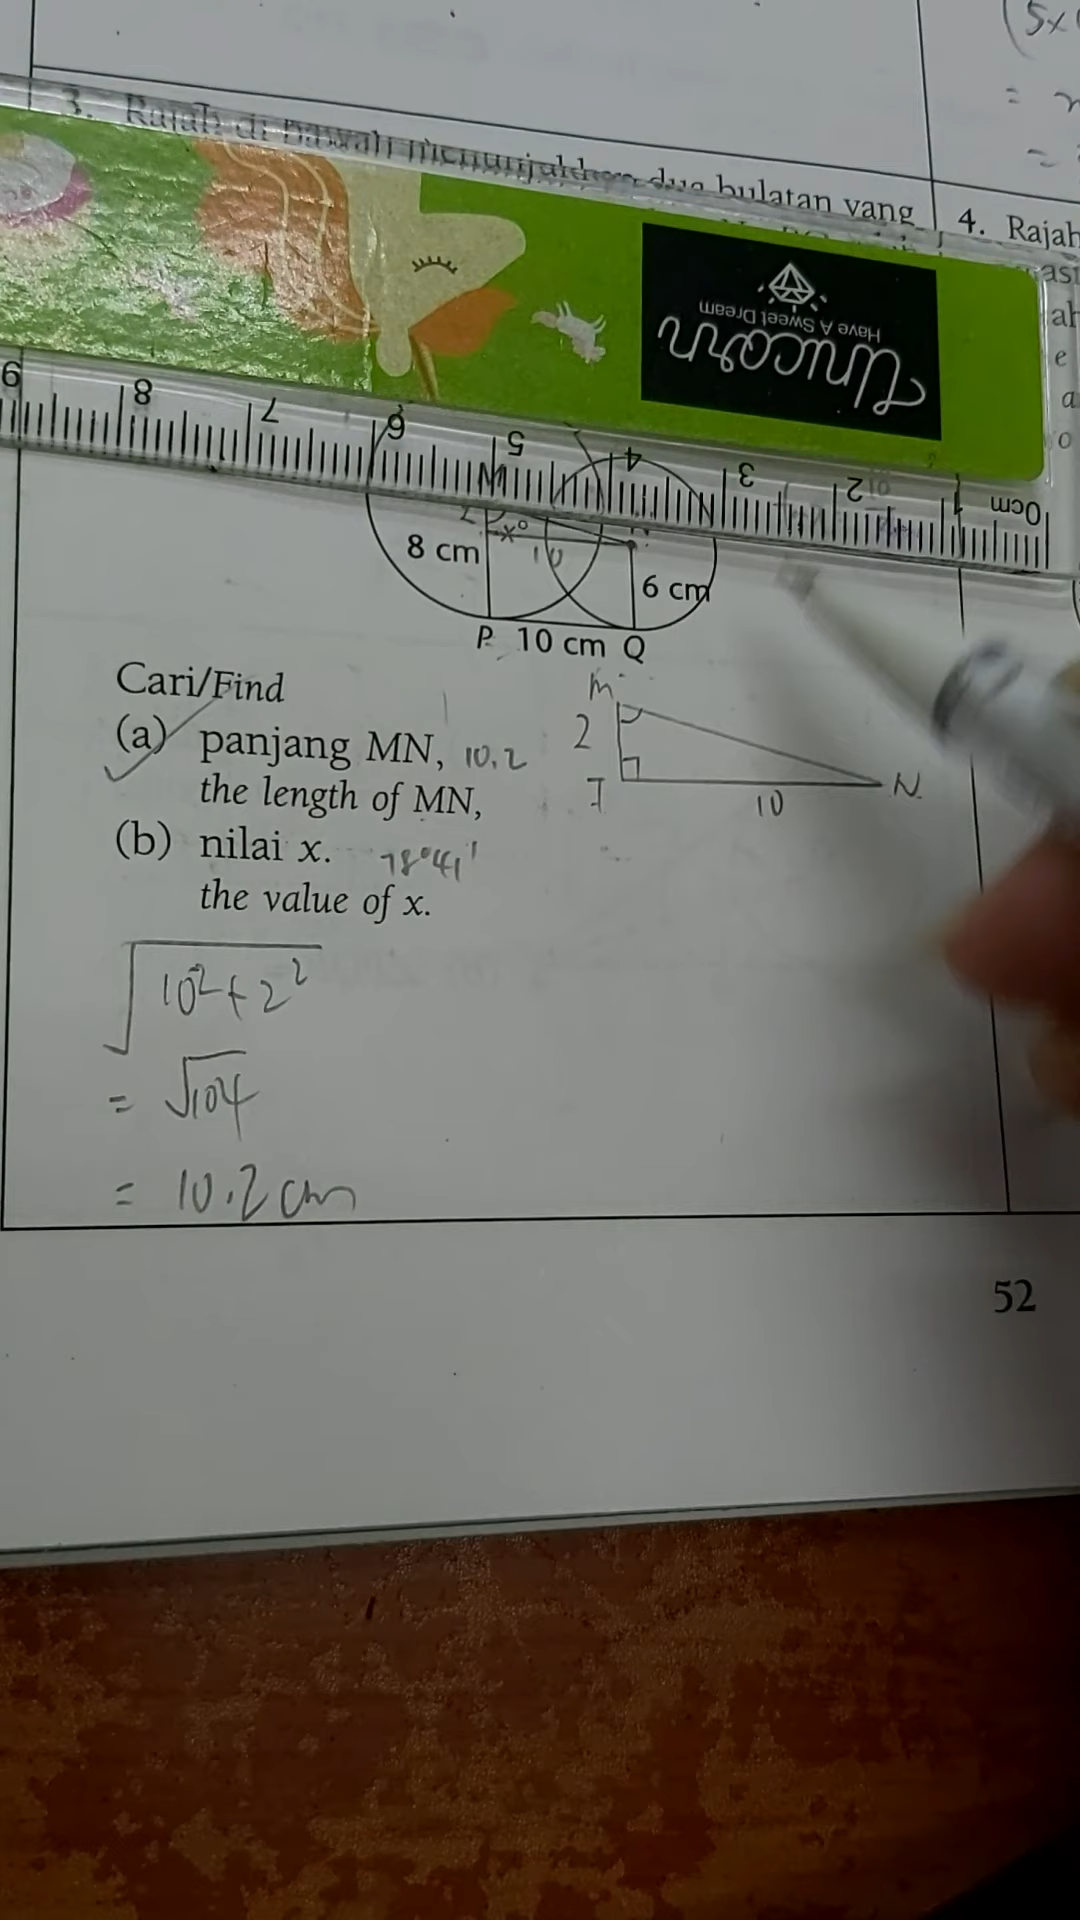 (5x
=
3. Rajah di bawah menunjukkan dua bulatan yang
4. Rajah
ah
e
a
o
Have A Sweet Dream
Unicorn
9 8 7 6 5 4 3 2 1 0cm
M
N
x°
10
8 cm
6 cm
P 10 cm Q
Cari/Find
(a) panjang MN, 10.2
the length of MN,
(b) nilai x. 78°41'
the value of x.
m
2
T
10
N
√10²+2²
= √104
= 10.2 cm
52